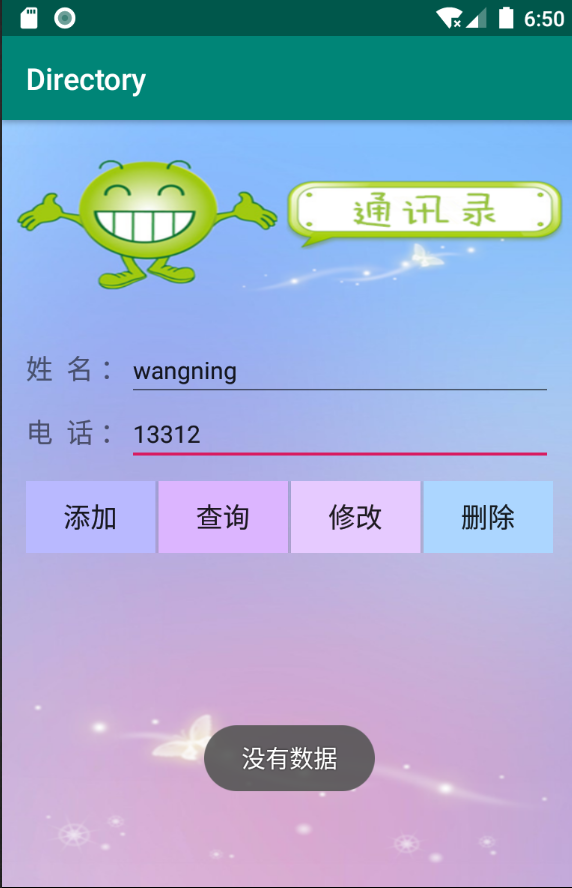 6:50
Directory
通讯录
姓 名：
wangning
电 话：
13312
添加 查询 修改 删除
没有数据